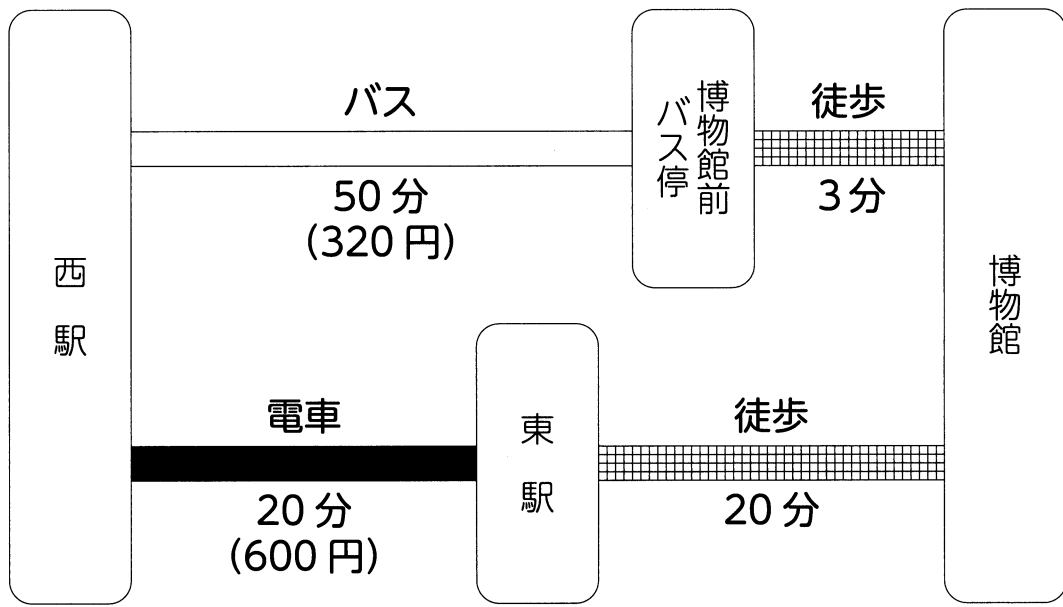 西駅
バス
50分
(320円)
博物館前
バス停
徒歩
3分
博物館
電車
20分
(600円)
東駅
徒歩
20分